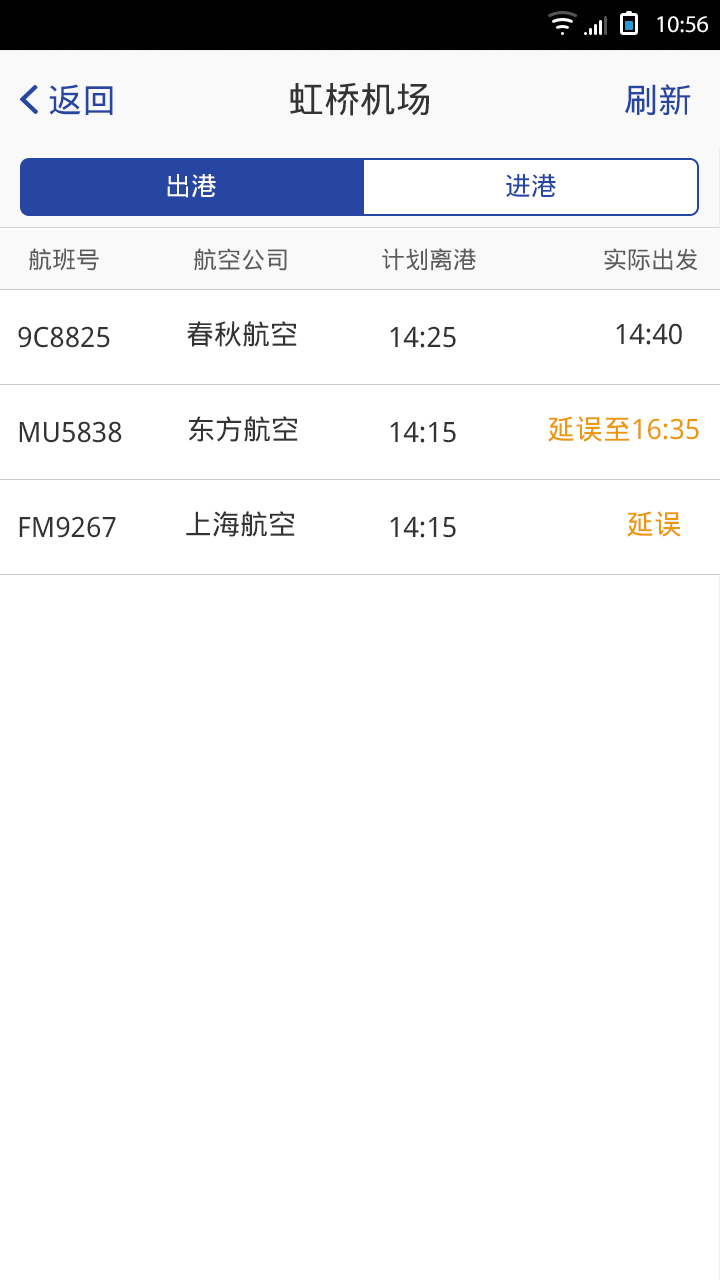 10:56
返回 虹桥机场 刷新
出港 进港
航班号 航空公司 计划离港 实际出发
9C8825 春秋航空 14:25 14:40
MU5838 东方航空 14:15 延误至16:35
FM9267 上海航空 14:15 延误